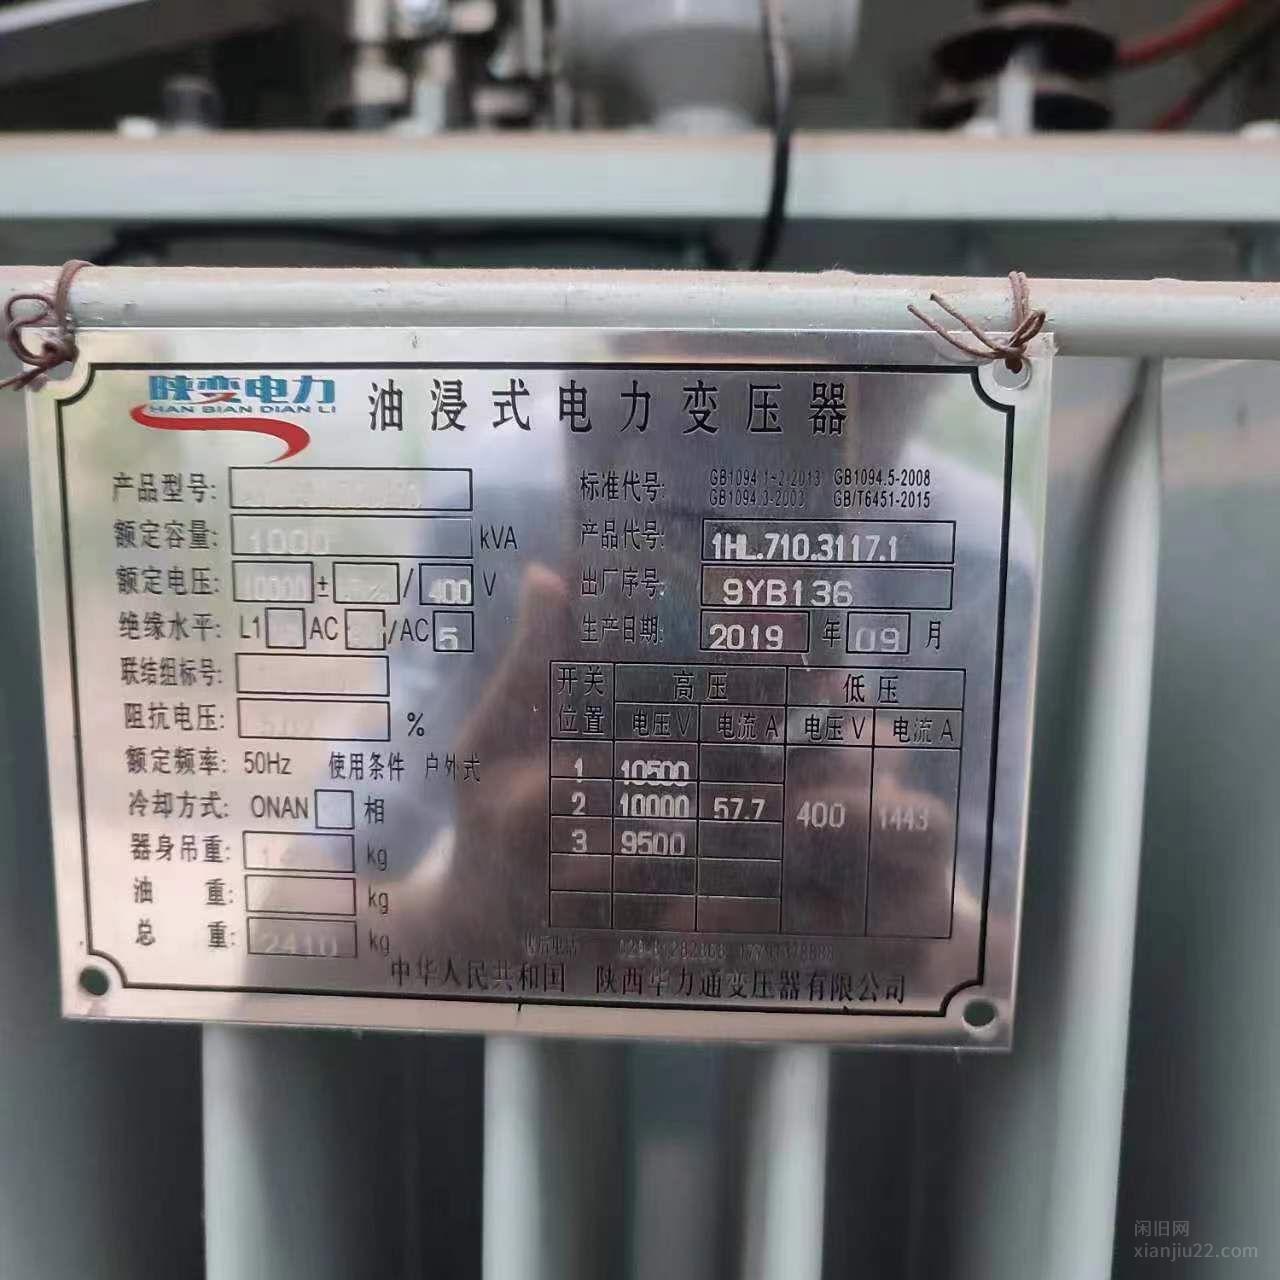 陕变电力
HAN BIAN DIAN LI
油浸式电力变压器
产品型号:
额定容量: 1000 kVA
额定电压: 10000 ± / 400 V
绝缘水平: L1 AC /AC 5
联结组标号:
阻抗电压: %
额定频率: 50Hz 使用条件 户外式
冷却方式: ONAN 相
器身吊重: kg
油 重: kg
总 重: 2410 kg
标准代号: GB1094.1~2-2013 GB1094.5-2008
GB1094.3-2003 GB/T6451-2015
产品代号: 1HL.710.3117.1
出厂序号: 9YB136
生产日期: 2019 年 09 月
开关位置 高压 低压
电压 V 电流 A 电压 V 电流 A
1 10500
2 10000 57.7 400 1443
3 9500
售后电话
中华人民共和国 陕西华力通变压器有限公司
闲旧网
xianjiu22.com